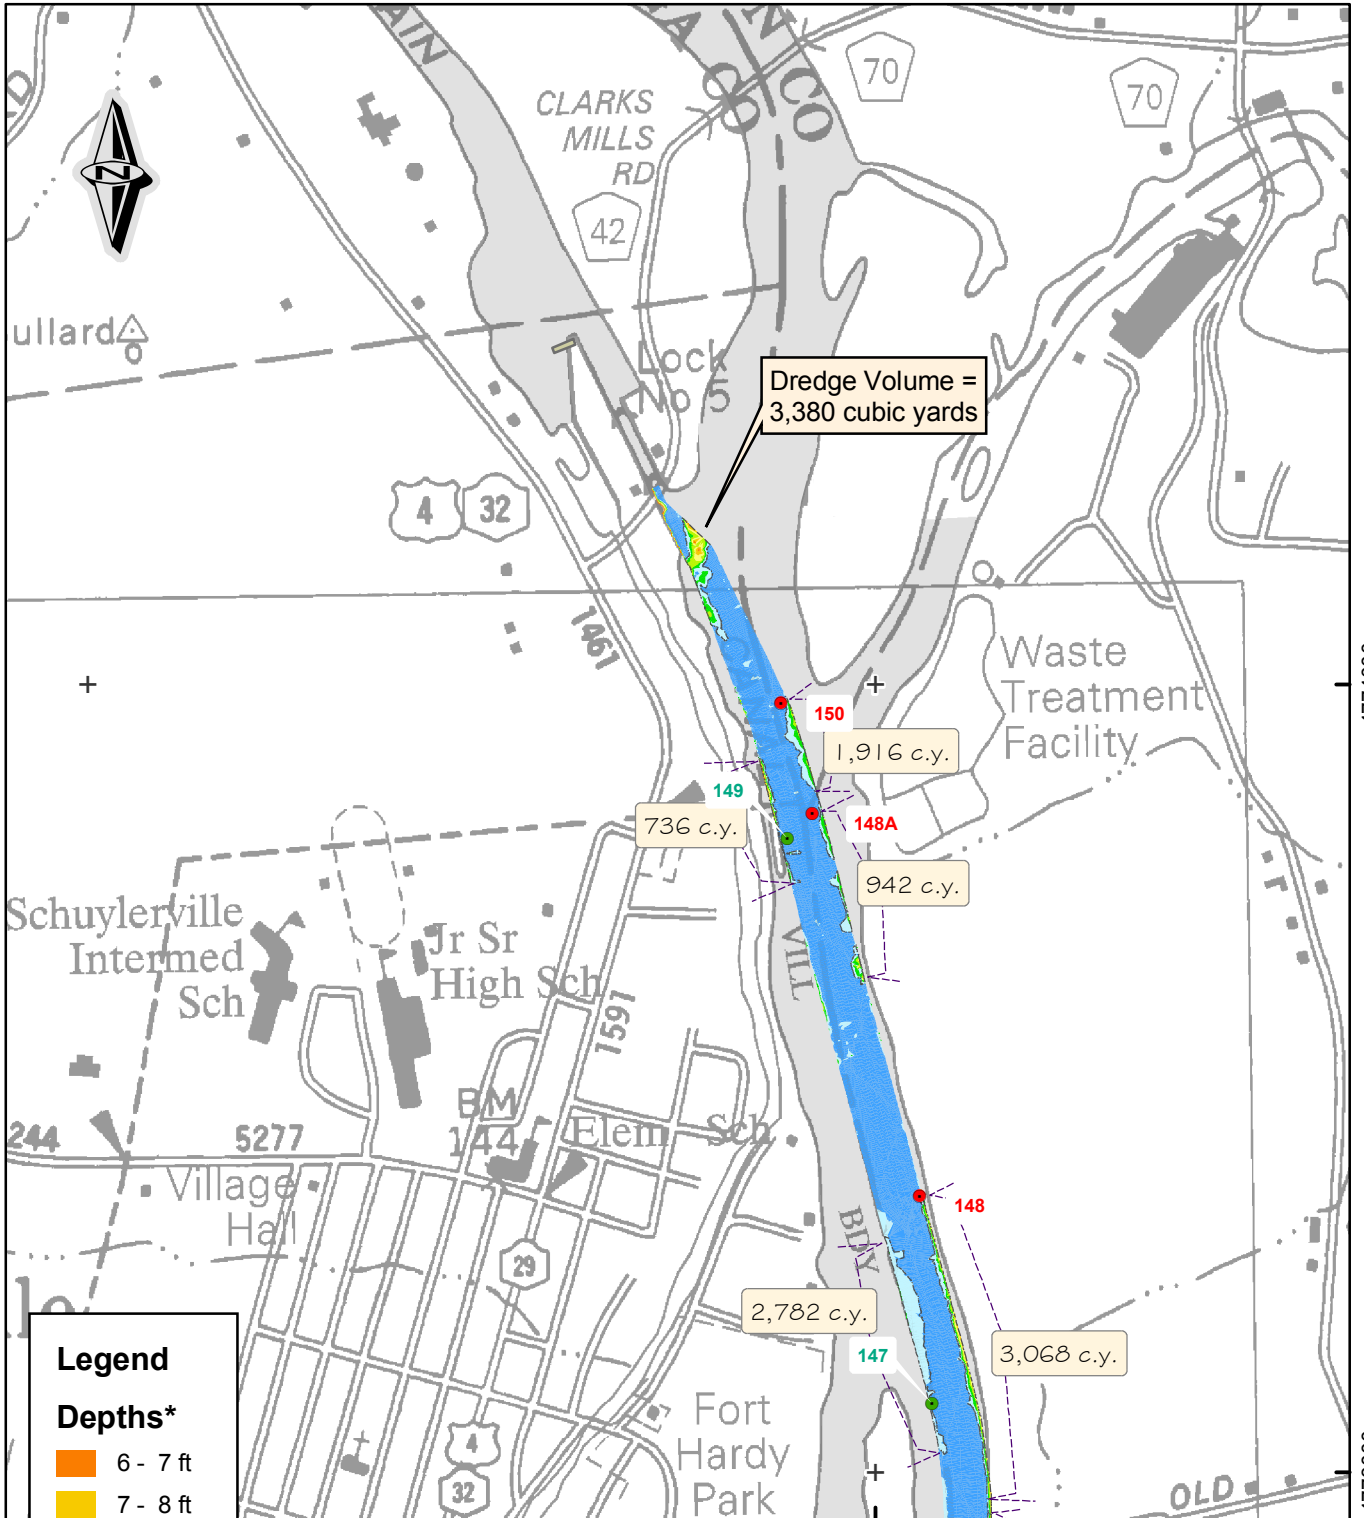 AIN
N CO
A CO
CLARKS
MILLS
RD
70
70
42
N
ullard
Lock
No 5
Dredge Volume =
3,380 cubic yards
4
32
1461
Waste
Treatment
Facility
150
1,916 c.y.
149
148A
736 c.y.
942 c.y.
Schuylerville
Intermed
Sch
Jr Sr
High Sch
VILL
1591
BM
144
Elem Sch
244
5277
Village
Hall
148
BDY
29
2,782 c.y.
147
3,068 c.y.
Legend
Depths*
6 - 7 ft
7 - 8 ft
4
32
Fort
Hardy
Park
OLD